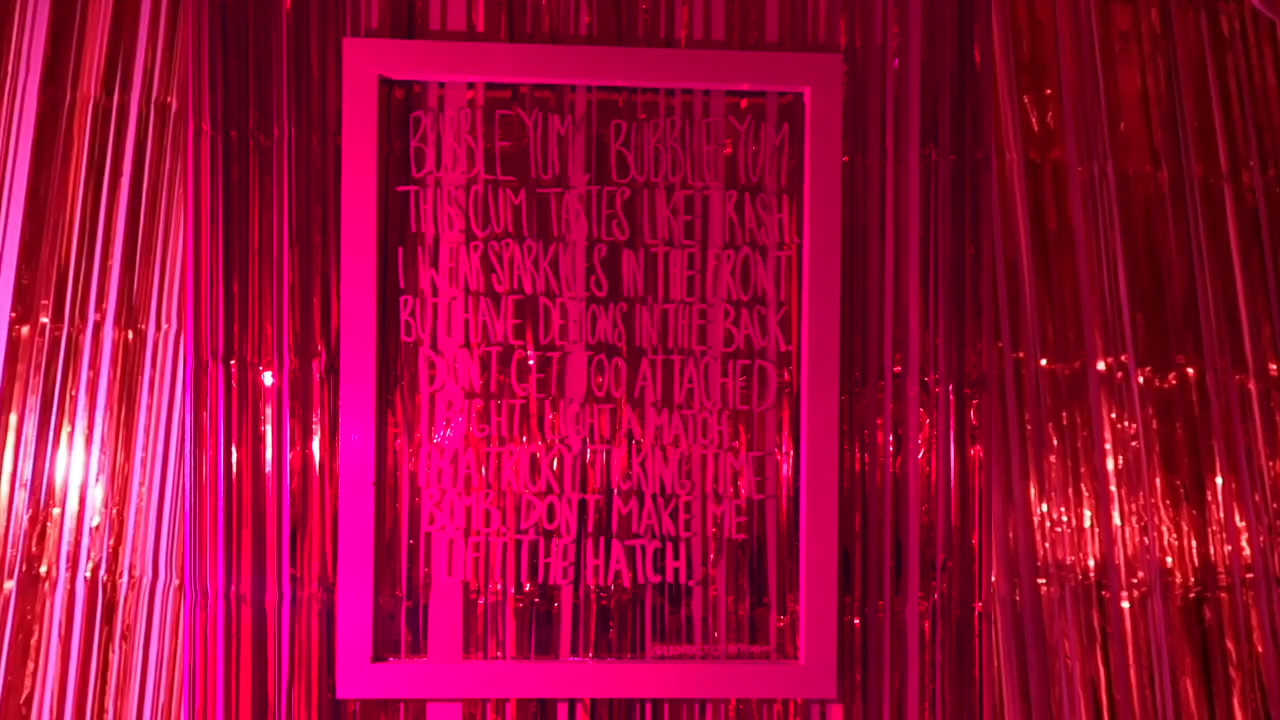 BUBBLE YUM, BUBBLE YUM
THIS CUM TASTES LIKE TRASH.
I WEAR SPARKLES IN THE FRONT
BUT HAVE DEMONS IN THE BACK.
DON'T GET TOO ATTACHED
I MIGHT LIGHT A MATCH
I'M A TRICKY TICKING TIME
BOMB. DON'T MAKE ME
LIFT THE HATCH.